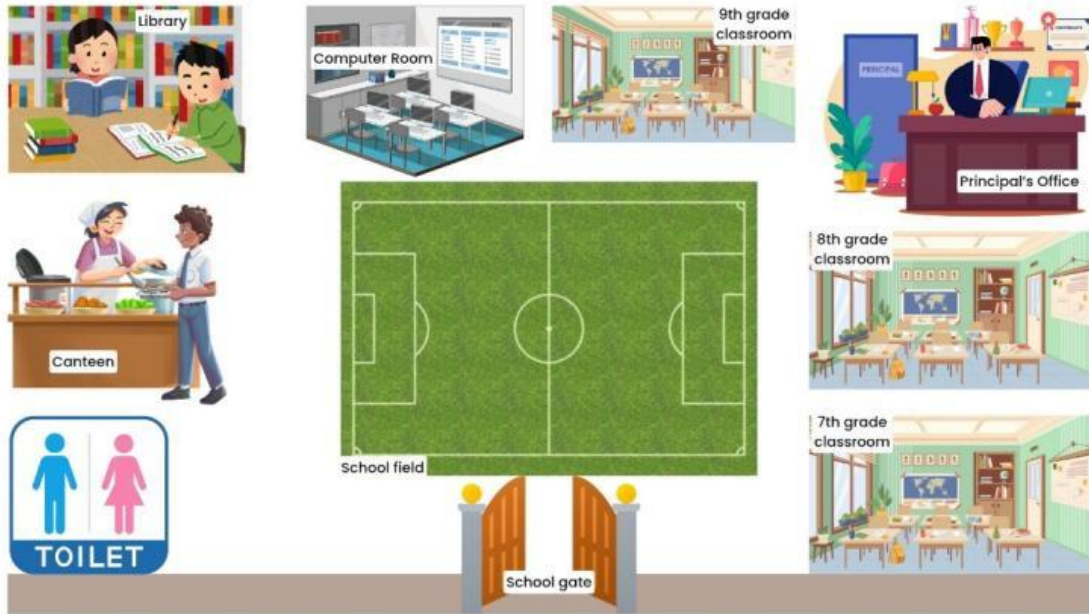 Library
Computer Room
9th grade
classroom
PRINCIPAL
Principal's Office
8th grade
classroom
Canteen
7th grade
classroom
School field
TOILET
School gate